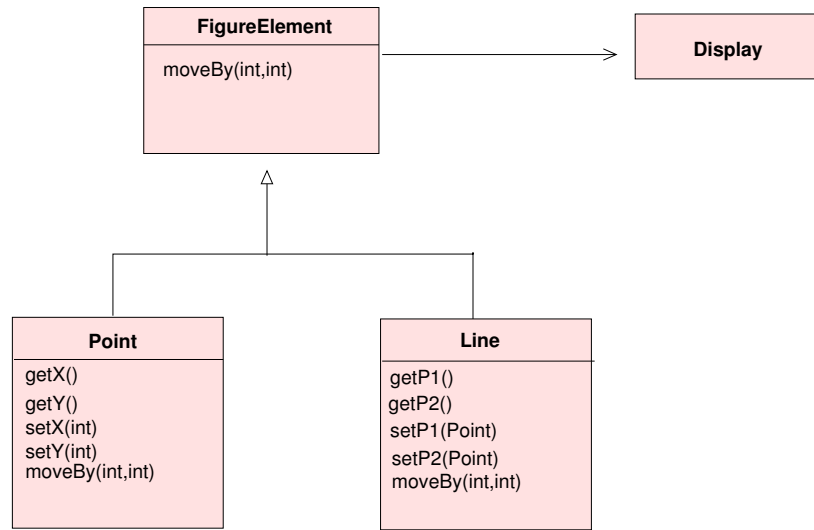 FigureElement
moveBy(int,int)
Display
Point
getX()
getY()
setX(int)
setY(int)
moveBy(int,int)
Line
getP1()
getP2()
setP1(Point)
setP2(Point)
moveBy(int,int)